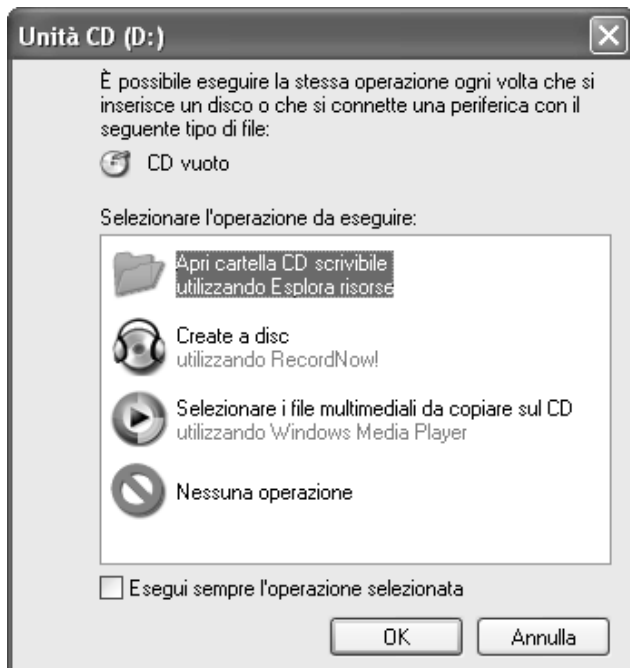 Unità CD (D:)
È possibile eseguire la stessa operazione ogni volta che si
inserisce un disco o che si connette una periferica con il
seguente tipo di file:
CD vuoto
Selezionare l'operazione da eseguire:
Apri cartella CD scrivibile
utilizzando Esplora risorse
Create a disc
utilizzando RecordNow!
Selezionare i file multimediali da copiare sul CD
utilizzando Windows Media Player
Nessuna operazione
Esegui sempre l'operazione selezionata
OK
Annulla